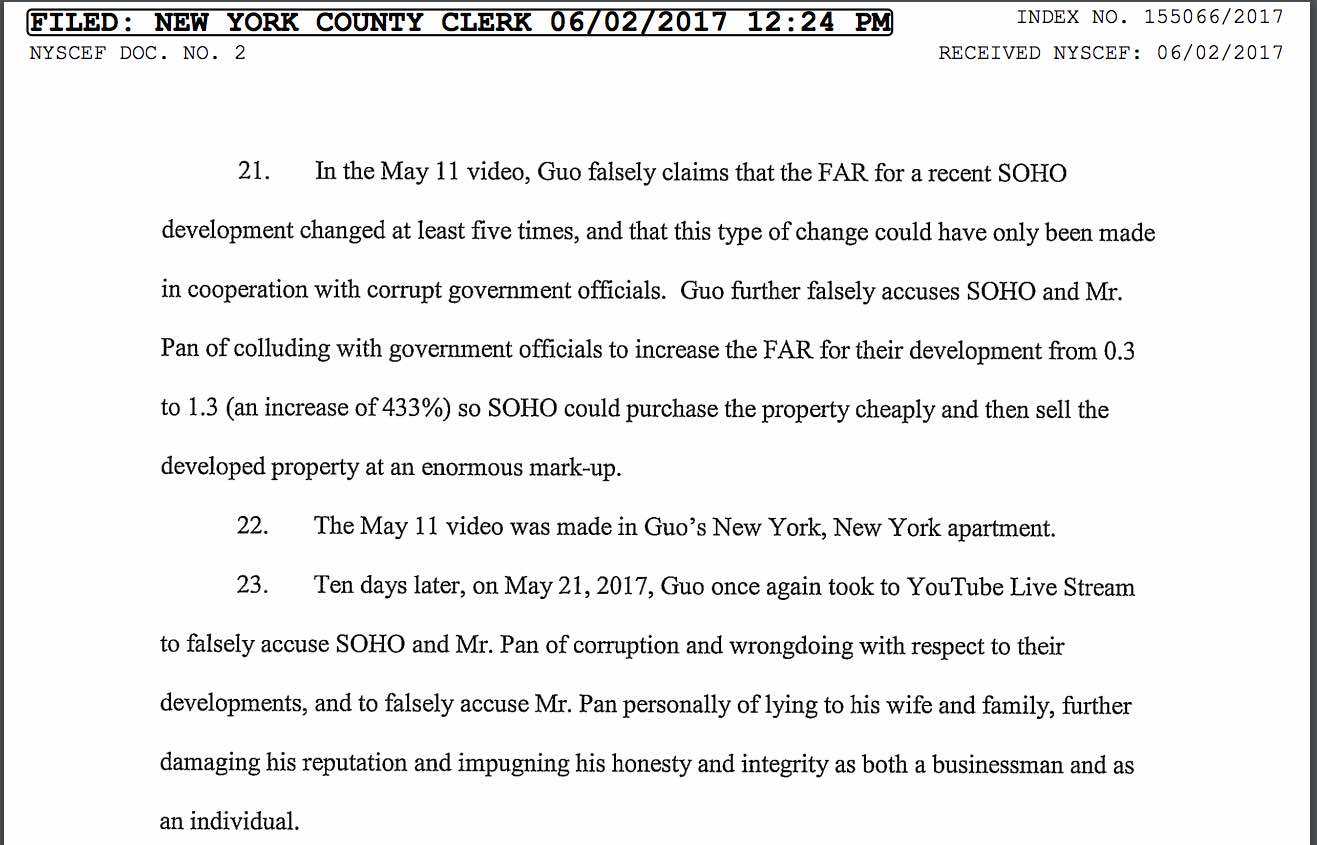 FILED: NEW YORK COUNTY CLERK 06/02/2017 12:24 PM
INDEX NO. 155066/2017
NYSCEF DOC. NO. 2
RECEIVED NYSCEF: 06/02/2017
21. In the May 11 video, Guo falsely claims that the FAR for a recent SOHO
development changed at least five times, and that this type of change could have only been made
in cooperation with corrupt government officials. Guo further falsely accuses SOHO and Mr.
Pan of colluding with government officials to increase the FAR for their development from 0.3
to 1.3 (an increase of 433%) so SOHO could purchase the property cheaply and then sell the
developed property at an enormous mark-up.
22. The May 11 video was made in Guo’s New York, New York apartment.
23. Ten days later, on May 21, 2017, Guo once again took to YouTube Live Stream
to falsely accuse SOHO and Mr. Pan of corruption and wrongdoing with respect to their
developments, and to falsely accuse Mr. Pan personally of lying to his wife and family, further
damaging his reputation and impugning his honesty and integrity as both a businessman and as
an individual.